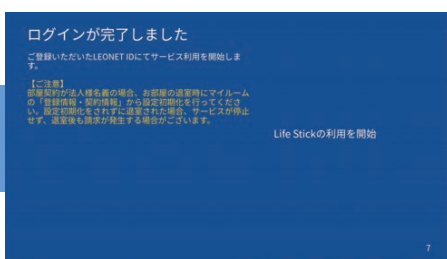 ログインが完了しました
ご登録いただいたLEONET IDにてサービス利用を開始しま
す。
【ご注意】
部屋契約が法人様名義の場合、お部屋の退室時にマイルーム
の「登録情報・契約情報」から設定初期化を行ってくださ
い。設定初期化をされずに退室された場合、サービスが停止
せず、退室後も請求が発生する場合がございます。
Life Stickの利用を開始
7